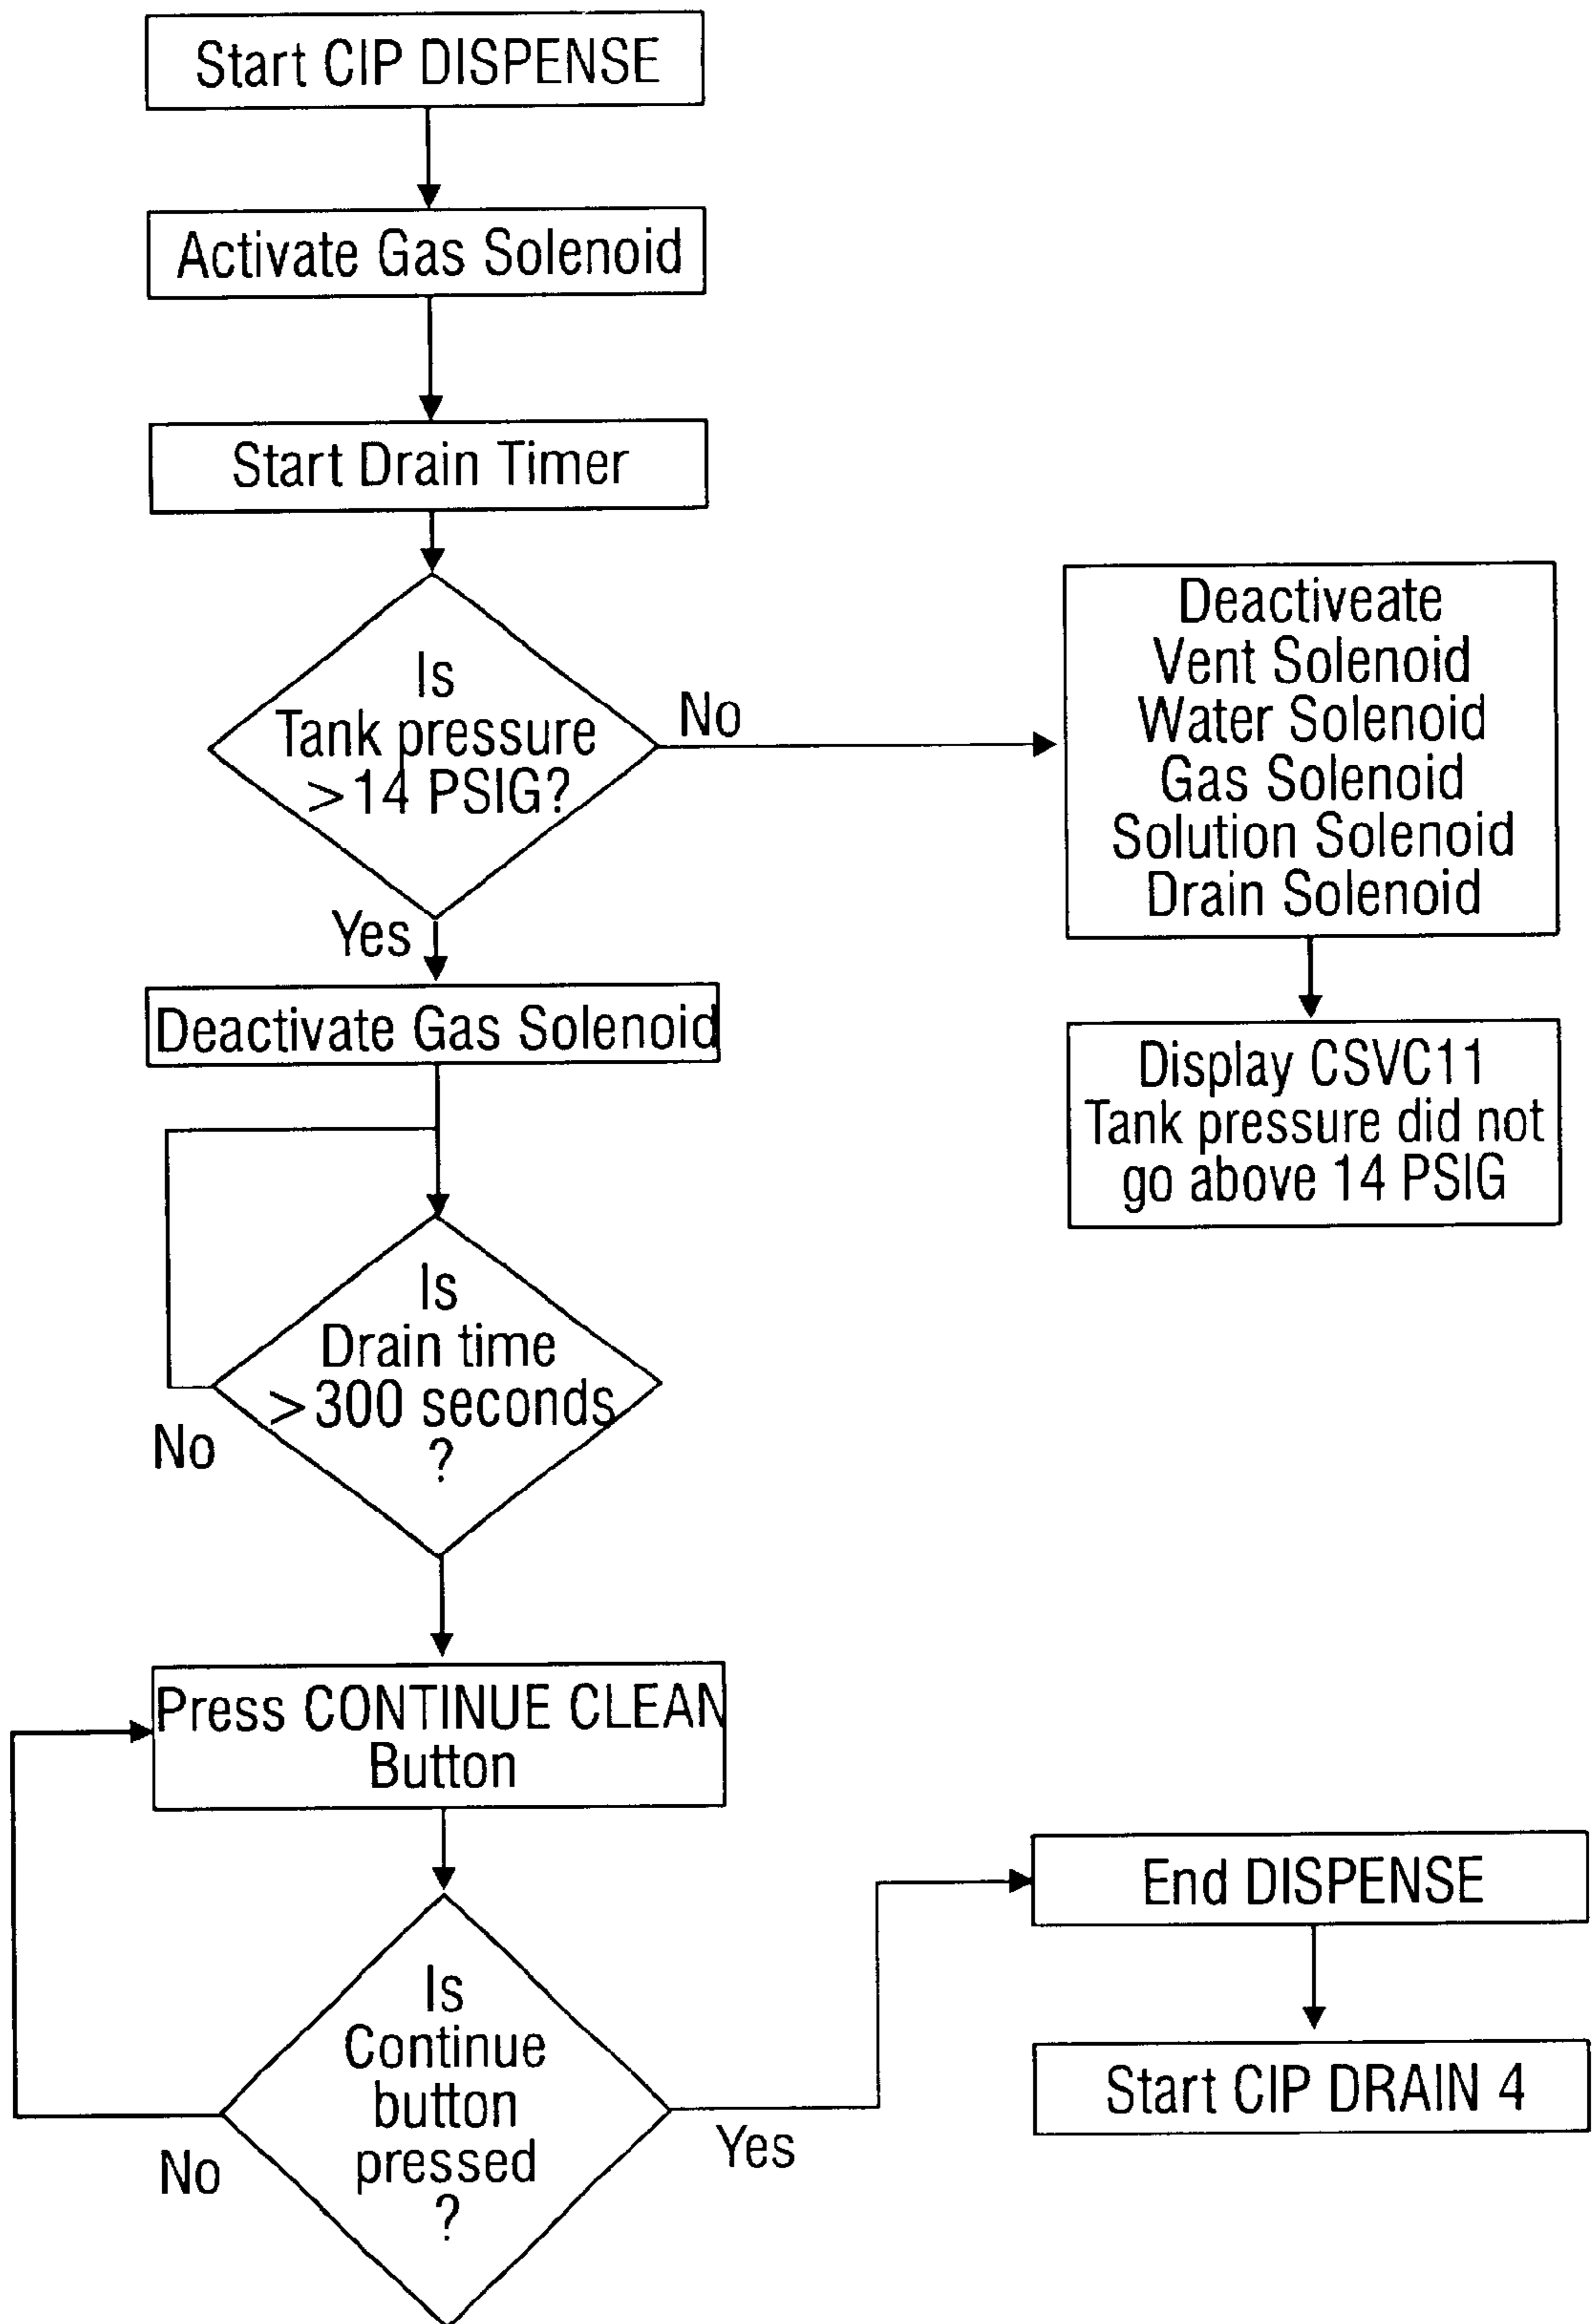 Start CIP DISPENSE
Activate Gas Solenoid
Start Drain Timer
Is
Tank pressure
>14 PSIG?
No
Yes
Deactiveate
Vent Solenoid
Water Solenoid
Gas Solenoid
Solution Solenoid
Drain Solenoid
Display CSVC11
Tank pressure did not
go above 14 PSIG
Deactivate Gas Solenoid
Is
Drain time
>300 seconds
?
No
Press CONTINUE CLEAN
Button
Is
Continue
button
pressed
?
No
Yes
End DISPENSE
Start CIP DRAIN 4